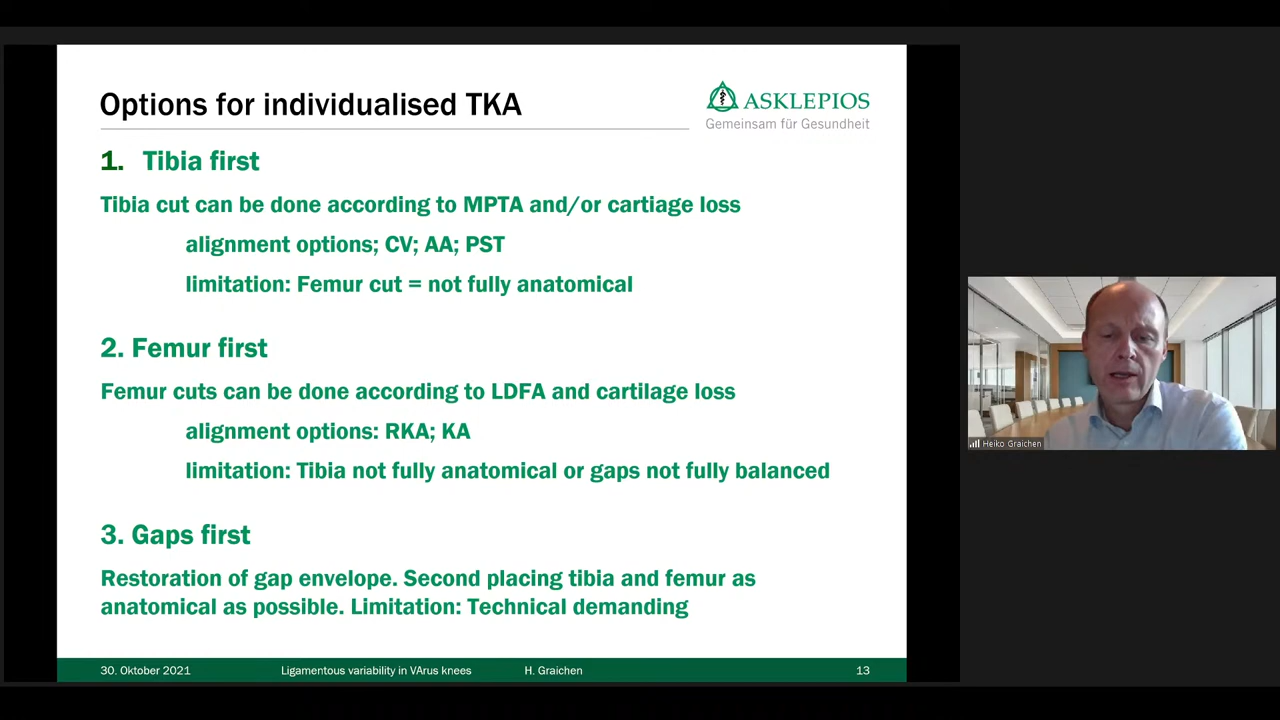 Options for individualised TKA
ASKLEPIOS
Gemeinsam für Gesundheit
1. Tibia first
Tibia cut can be done according to MPTA and/or cartiage loss
alignment options; CV; AA; PST
limitation: Femur cut = not fully anatomical
2. Femur first
Femur cuts can be done according to LDFA and cartilage loss
alignment options: RKA; KA
limitation: Tibia not fully anatomical or gaps not fully balanced
3. Gaps first
Restoration of gap envelope. Second placing tibia and femur as
anatomical as possible. Limitation: Technical demanding
30. Oktober 2021 Ligamentous variability in VArus knees H. Graichen 13
Heiko Graichen